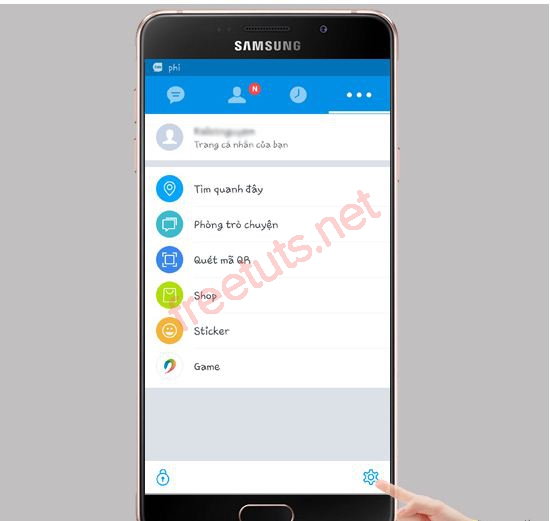 SAMSUNG
phi
N
Trang cá nhân của bạn
Tìm quanh đây
Phòng trò chuyện
Quét mã QR
Shop
Sticker
Game
freetuts.net